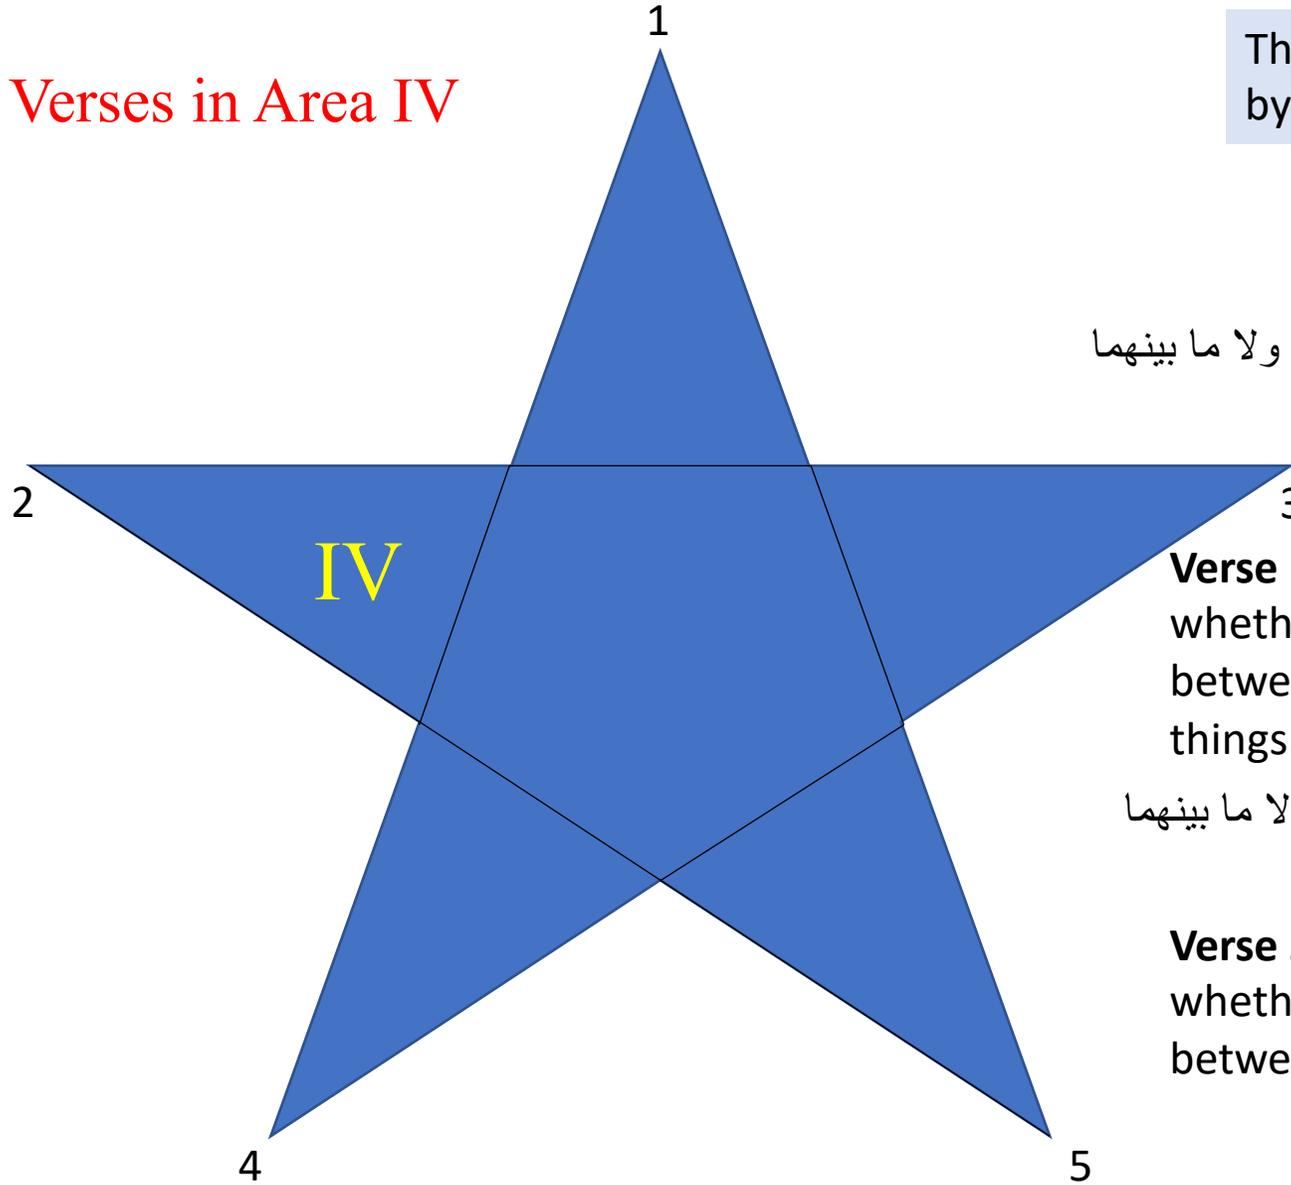 1
Verses in Area IV
Th
by
ولا ما بينهما
2
3
IV
Verse
wheth
betwe
things
لا ما بينهما
Verse
wheth
betwe
4
5